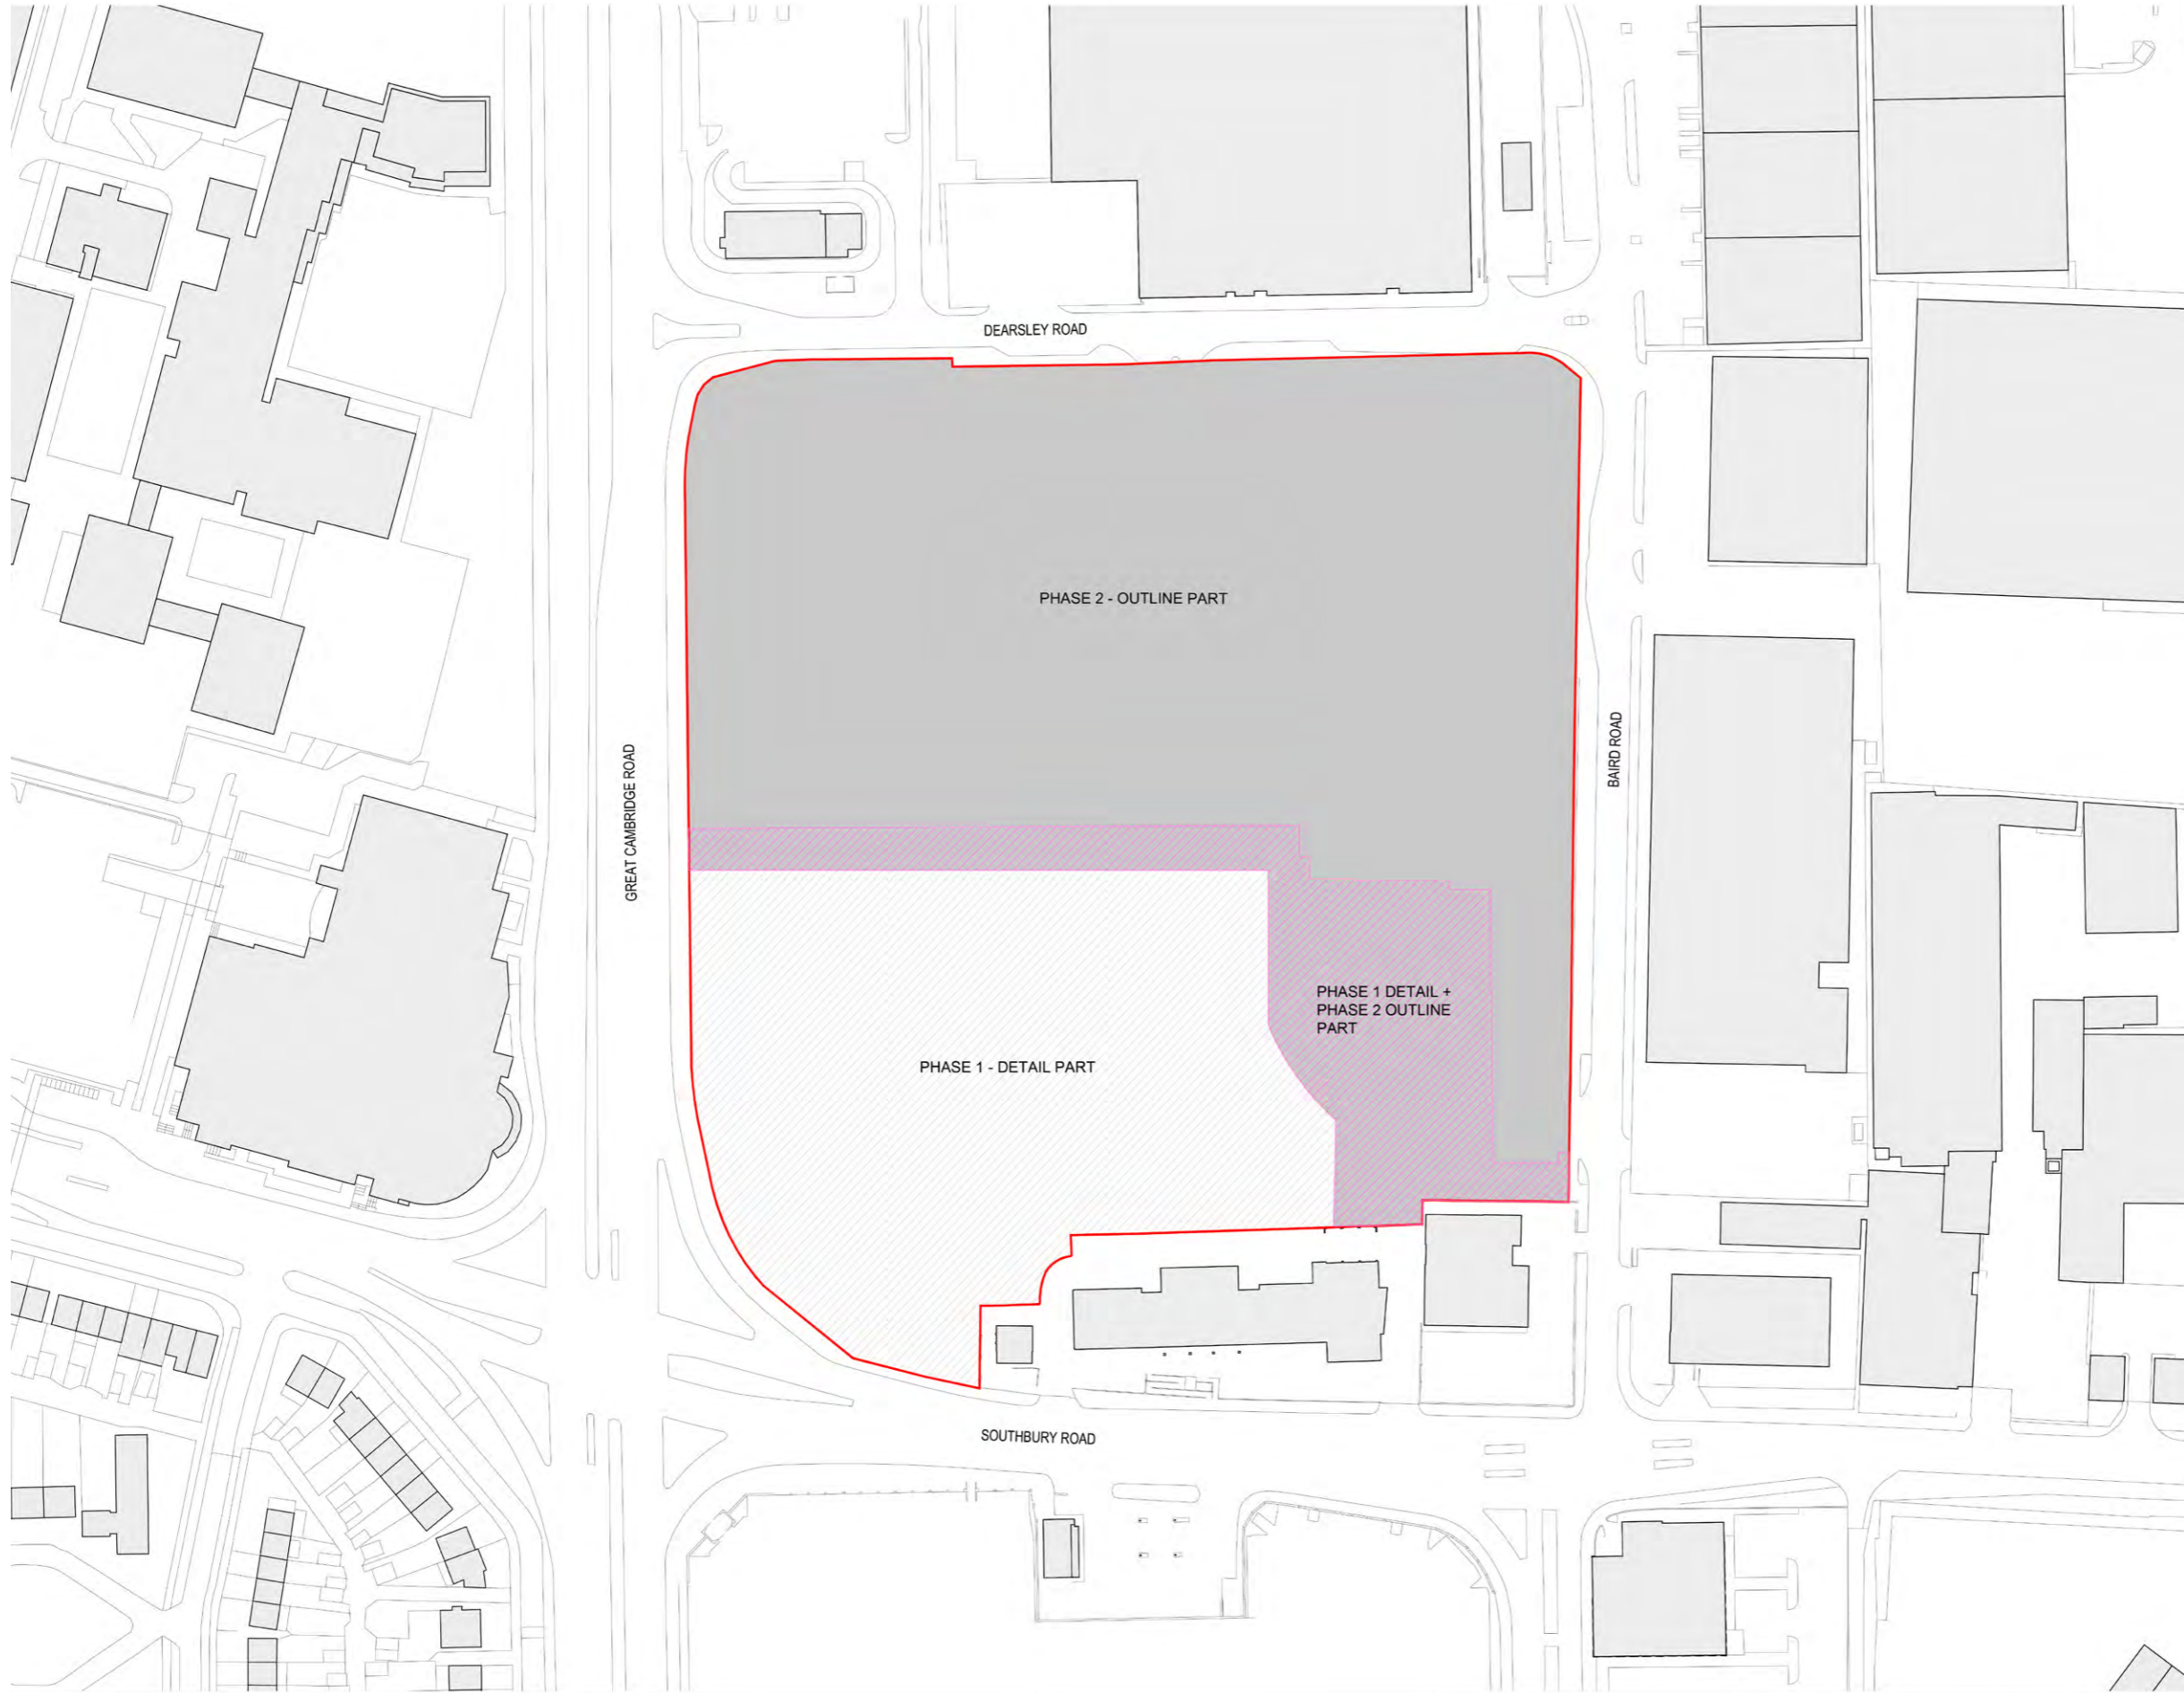 DEARSLEY ROAD
PHASE 2 - OUTLINE PART
GREAT CAMBRIDGE ROAD
BAIRD ROAD
PHASE 1 DETAIL +
PHASE 2 OUTLINE
PART
PHASE 1 - DETAIL PART
SOUTHBURY ROAD